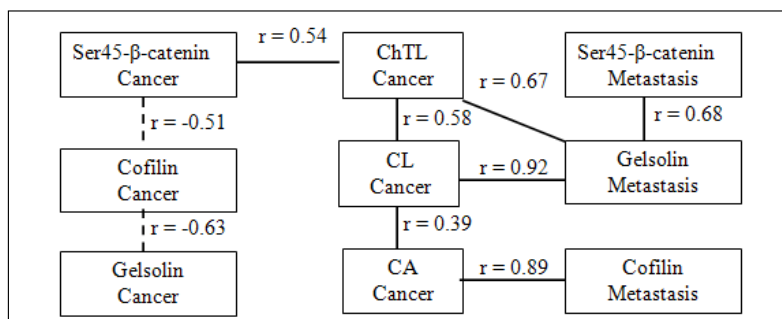 Ser45-β-catenin
Cancer
r = 0.54
ChTL
Cancer
r = 0.67
Ser45-β-catenin
Metastasis
r = -0.51
r = 0.58
r = 0.68
Cofilin
Cancer
CL
Cancer
r = 0.92
Gelsolin
Metastasis
r = -0.63
r = 0.39
Gelsolin
Cancer
CA
Cancer
r = 0.89
Cofilin
Metastasis